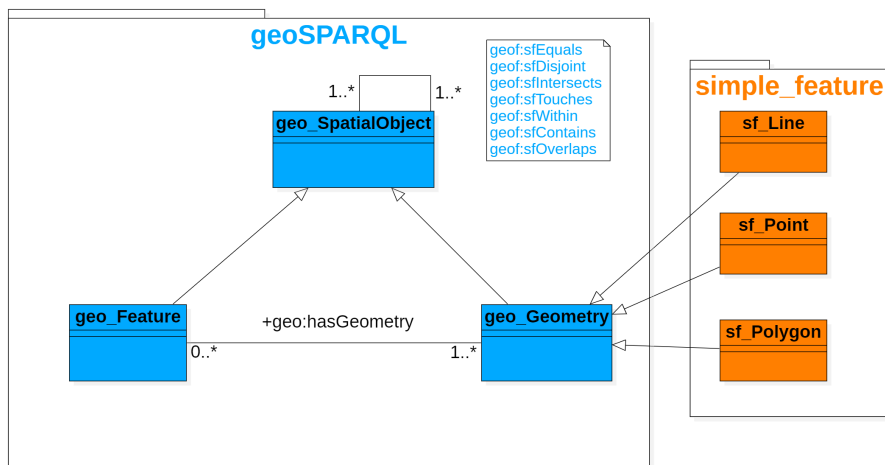 geoSPARQL
geof:sfEquals
geof:sfDisjoint
geof:sfIntersects
geof:sfTouches
geof:sfWithin
geof:sfContains
geof:sfOverlaps
1..*
1..*
geo_SpatialObject
geo_Feature
+geo:hasGeometry
geo_Geometry
0..*
1..*
simple_feature
sf_Line
sf_Point
sf_Polygon